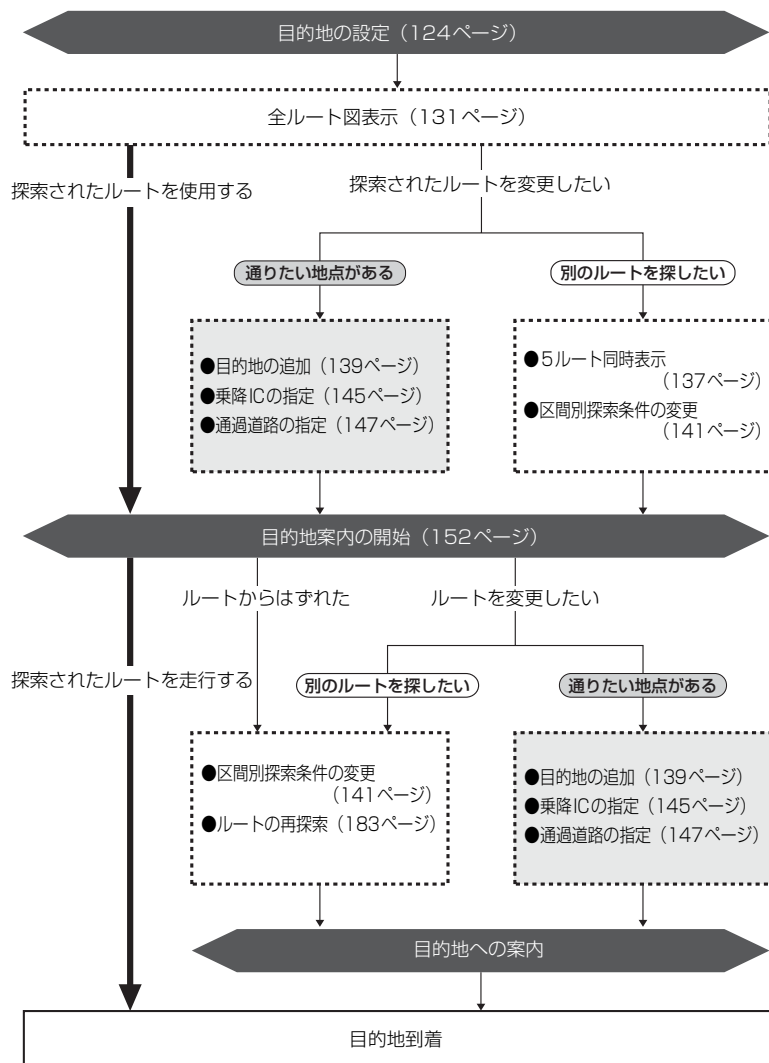 目的地の設定（124ページ）
全ルート図表示（131ページ）
探索されたルートを使用する
探索されたルートを変更したい
通りたい地点がある
別のルートを探したい
●目的地の追加（139ページ）
●乗降ICの指定（145ページ）
●通過道路の指定（147ページ）
●5ルート同時表示
（137ページ）
●区間別探索条件の変更
（141ページ）
目的地案内の開始（152ページ）
ルートからはずれた
ルートを変更したい
探索されたルートを走行する
別のルートを探したい
通りたい地点がある
●区間別探索条件の変更
（141ページ）
●ルートの再探索（183ページ）
●目的地の追加（139ページ）
●乗降ICの指定（145ページ）
●通過道路の指定（147ページ）
目的地への案内
目的地到着